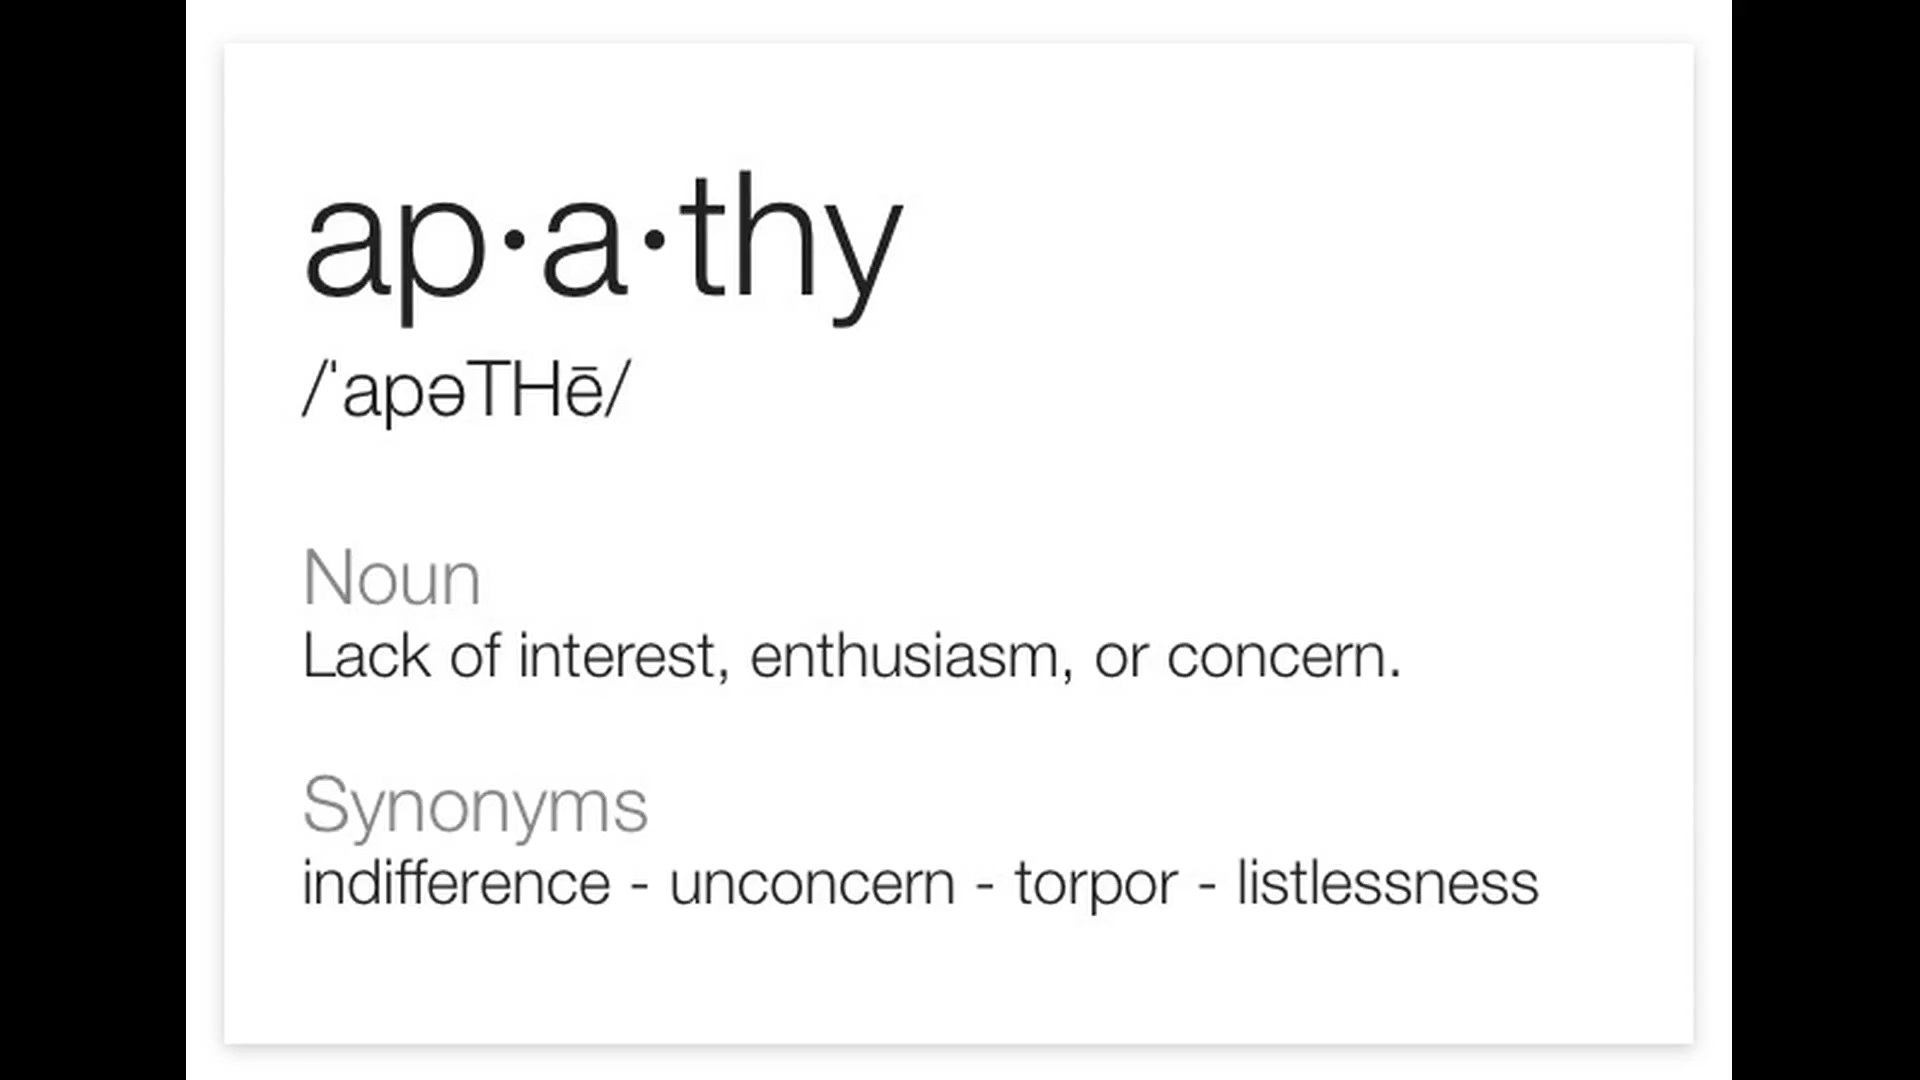 ap·a·thy
/ˈapəTHē/
Noun
Lack of interest, enthusiasm, or concern.
Synonyms
indifference - unconcern - torpor - listlessness